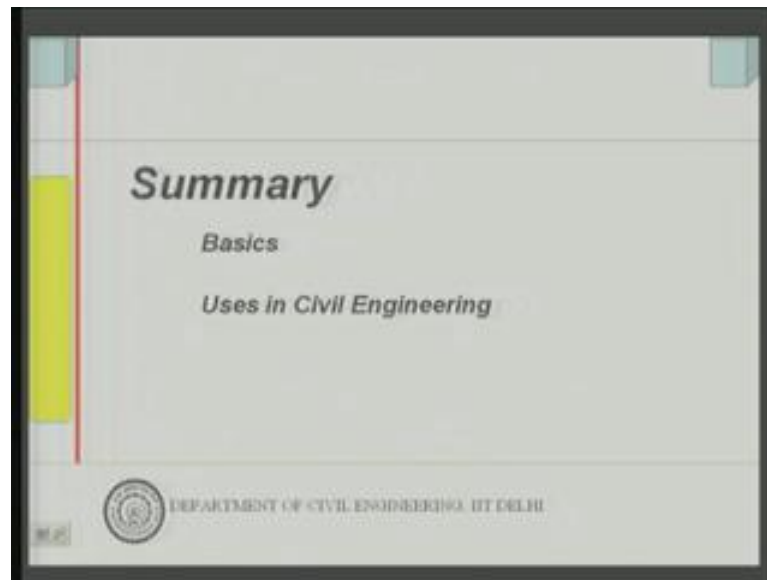 Summary
Basics
Uses in Civil Engineering
DEPARTMENT OF CIVIL ENGINEERING, IIT DELHI